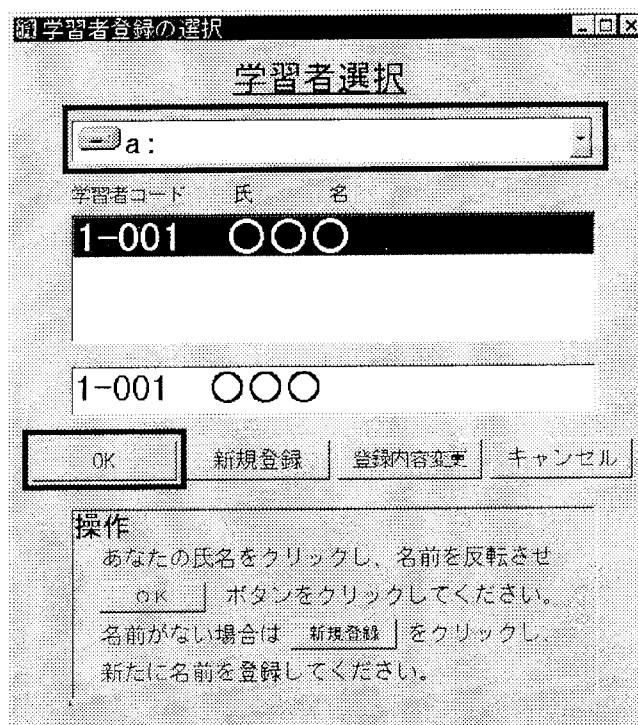 学習者登録の選択
学習者選択
a:
学習者コード 氏 名
1-001 ○○○
1-001 ○○○
OK 新規登録 登録内容変更 キャンセル
操作
あなたの氏名をクリックし、名前を反転させ
OK ボタンをクリックしてください。
名前がない場合は 新規登録 をクリックし、
新たに名前を登録してください。